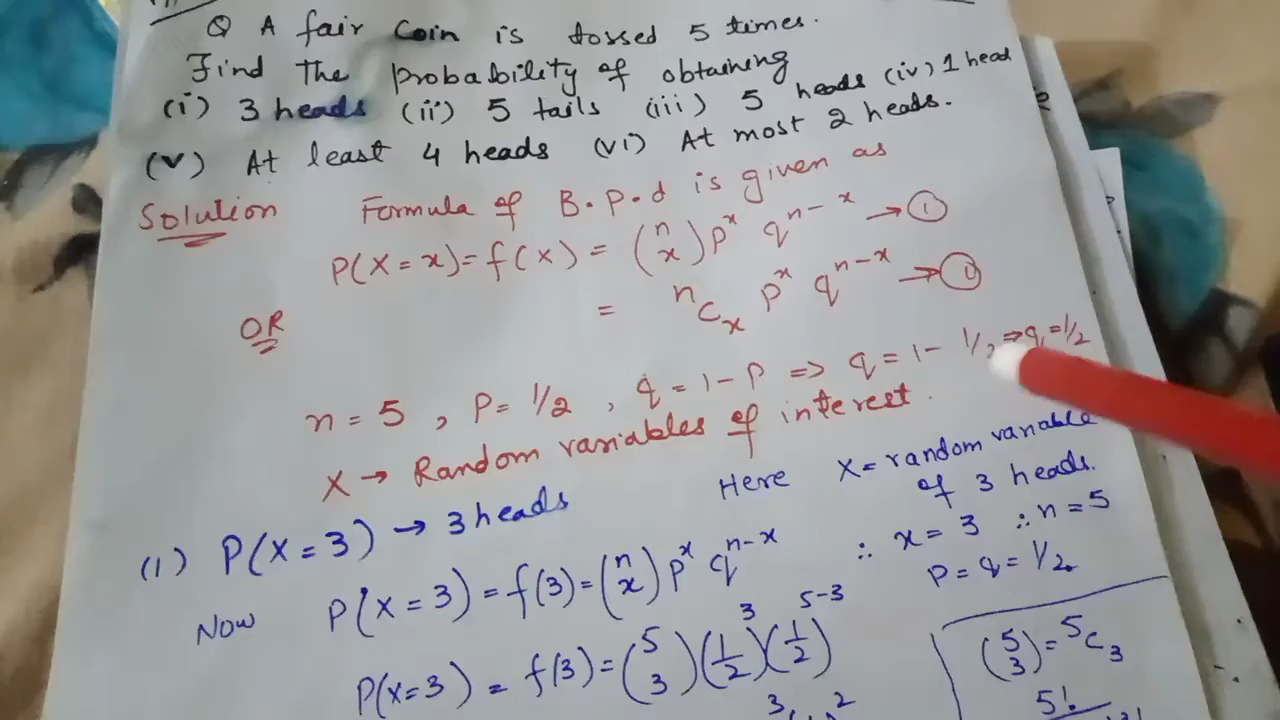 Q A fair coin is tossed 5 times.
Find the probability of obtaining
(i) 3 heads (ii) 5 tails (iii) 5 heads (iv) 1 head
(v) At least 4 heads (vi) At most 2 heads.
Solution Formula of B.P.d is given as
P(X=x)=f(x) = (n x) p^x q^{n-x} → ①
OR = nCx p^x q^{n-x} →
n = 5 , P = 1/2 , q = 1-P => q = 1 - 1/2 => q = 1/2
X → Random variables of interest.
Here X = random variable of 3 heads.
(1) P(X=3) → 3 heads
∴ x = 3 ∴ n = 5
P = q = 1/2
Now P(X=3) = f(3) = (n x) p^x q^{n-x}
P(X=3) = f(3) = (5 3) (1/2)^3 (1/2)^{5-3}
(5 3) = 5C3
5!